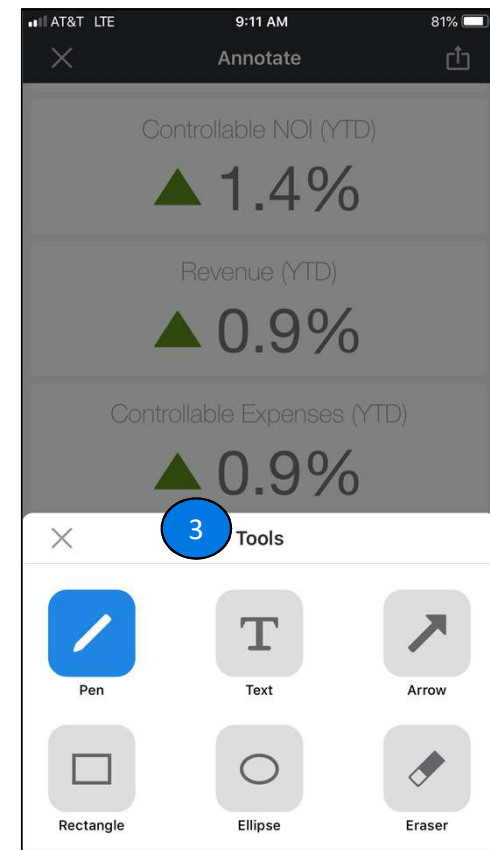 AT&T LTE 9:11 AM 81%
Annotate
Controllable NOI (YTD)
1.4%
Revenue (YTD)
0.9%
Controllable Expenses (YTD)
0.9%
3 Tools
T
Pen Text Arrow
Rectangle Ellipse Eraser